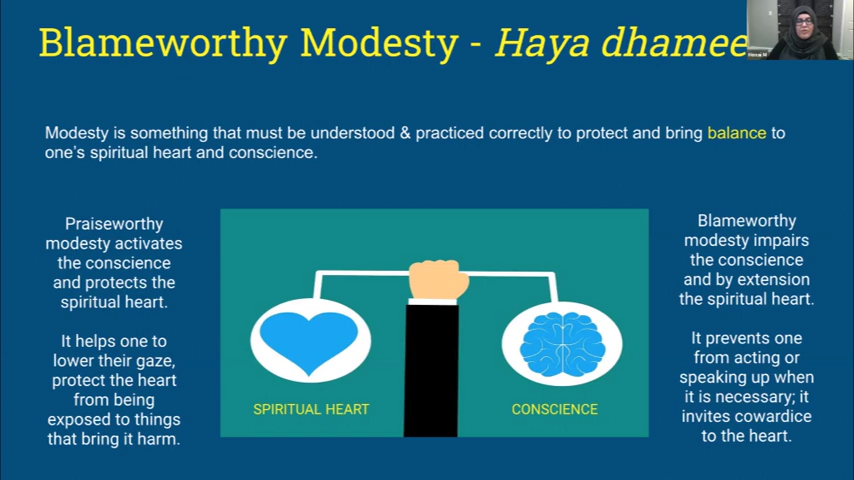 Blameworthy Modesty - Haya dhamee
Modesty is something that must be understood & practiced correctly to protect and bring balance to
one's spiritual heart and conscience.
Praiseworthy
modesty activates
the conscience
and protects the
spiritual heart.
It helps one to
lower their gaze,
protect the heart
from being
exposed to things
that bring it harm.
SPIRITUAL HEART
CONSCIENCE
Blameworthy
modesty impairs
the conscience
and by extension
the spiritual heart.
It prevents one
from acting or
speaking up when
it is necessary; it
invites cowardice
to the heart.